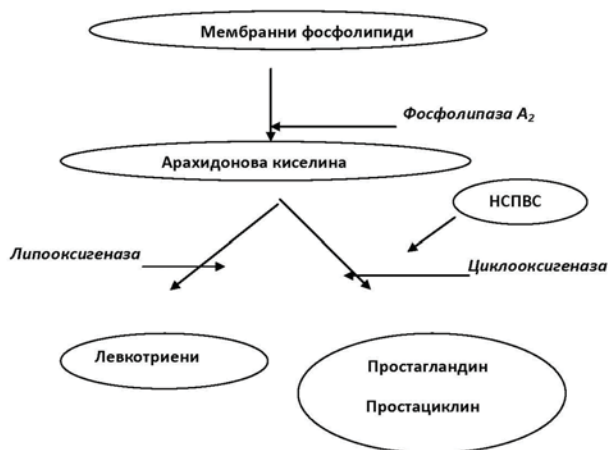 Мембранни фосфолипиди
Фосфолипаза А₂
Арахидонова киселина
НСПВС
Липооксигеназа
Циклооксигеназа
Левкотриени
Простагландин
Простациклин